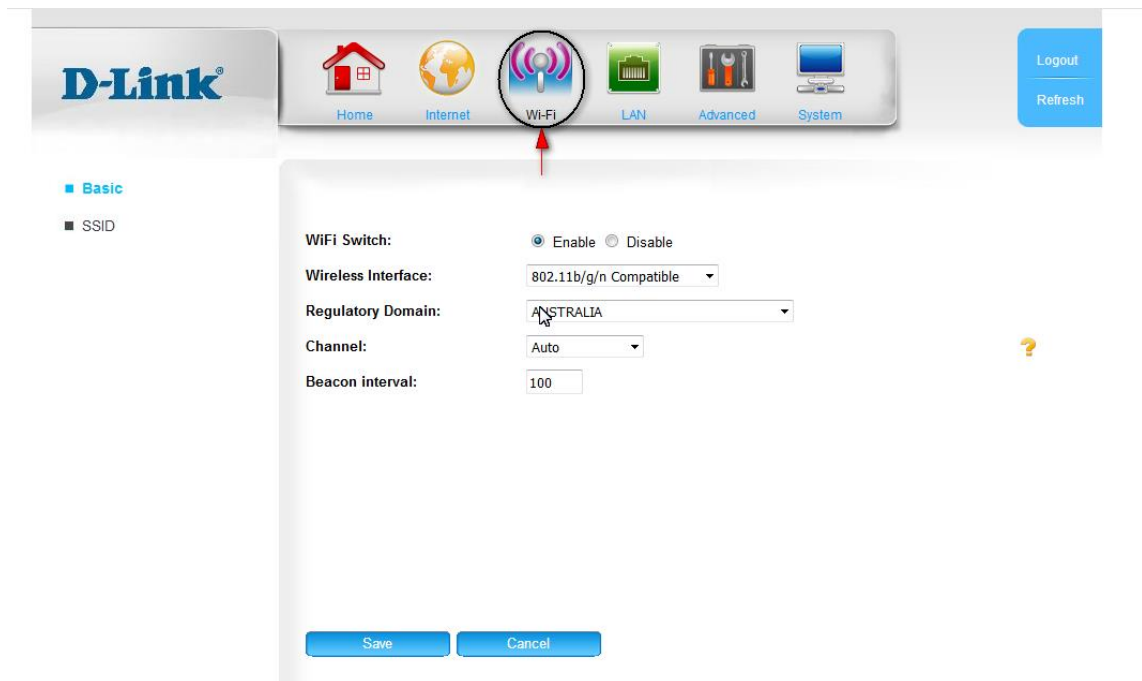 D-Link®
Home Internet Wi-Fi LAN Advanced System
Logout
Refresh
Basic
SSID
WiFi Switch: Enable Disable
Wireless Interface: 802.11b/g/n Compatible
Regulatory Domain: AUSTRALIA
Channel: Auto
?
Beacon interval: 100
Save Cancel